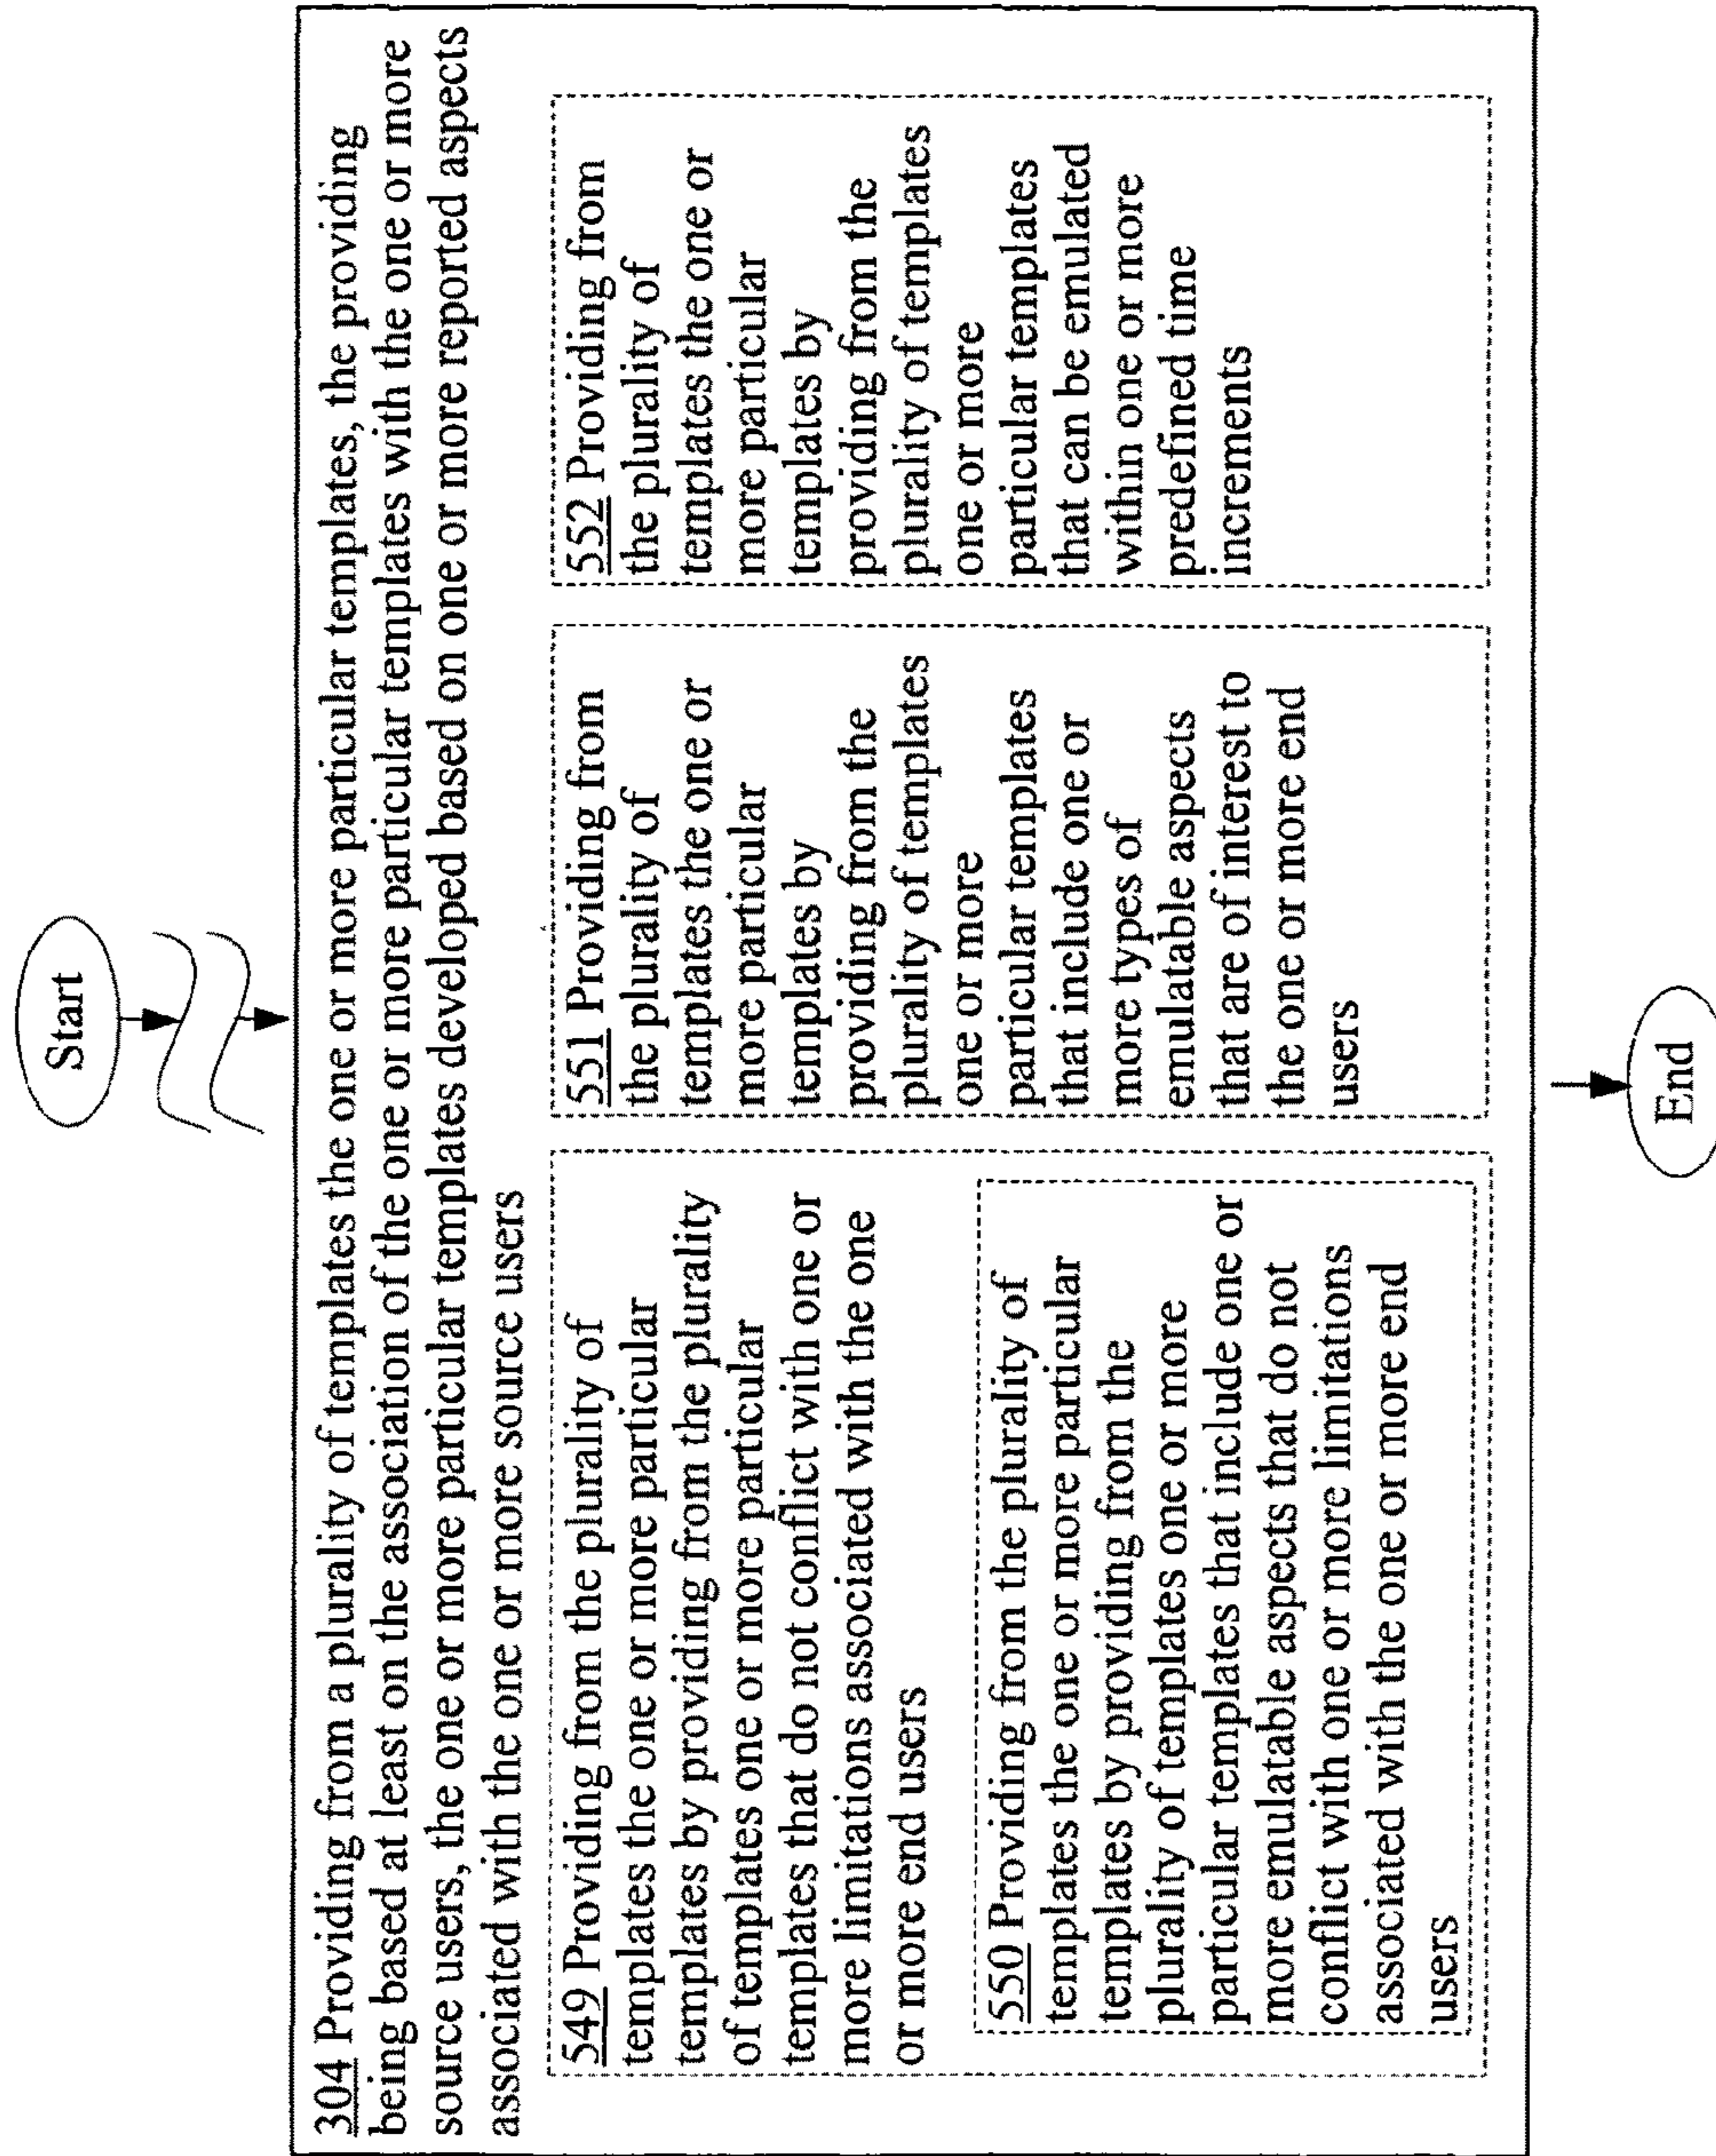 Start
304 Providing from a plurality of templates the one or more particular templates, the providing
being based at least on the association of the one or more particular templates with the one or more
source users, the one or more particular templates developed based on one or more reported aspects
associated with the one or more source users
549 Providing from the plurality of
templates the one or more particular
templates by providing from the plurality
of templates one or more particular
templates that do not conflict with one or
more limitations associated with the one
or more end users
550 Providing from the plurality of
templates the one or more particular
templates by providing from the
plurality of templates one or more
particular templates that include one or
more emulatable aspects that do not
conflict with one or more limitations
associated with the one or more end
users
551 Providing from
the plurality of
templates the one or
more particular
templates by
providing from the
plurality of templates
one or more
particular templates
that include one or
more types of
emulatable aspects
that are of interest to
the one or more end
users
552 Providing from
the plurality of
templates the one or
more particular
templates by
providing from the
plurality of templates
one or more
particular templates
that can be emulated
within one or more
predefined time
increments
End